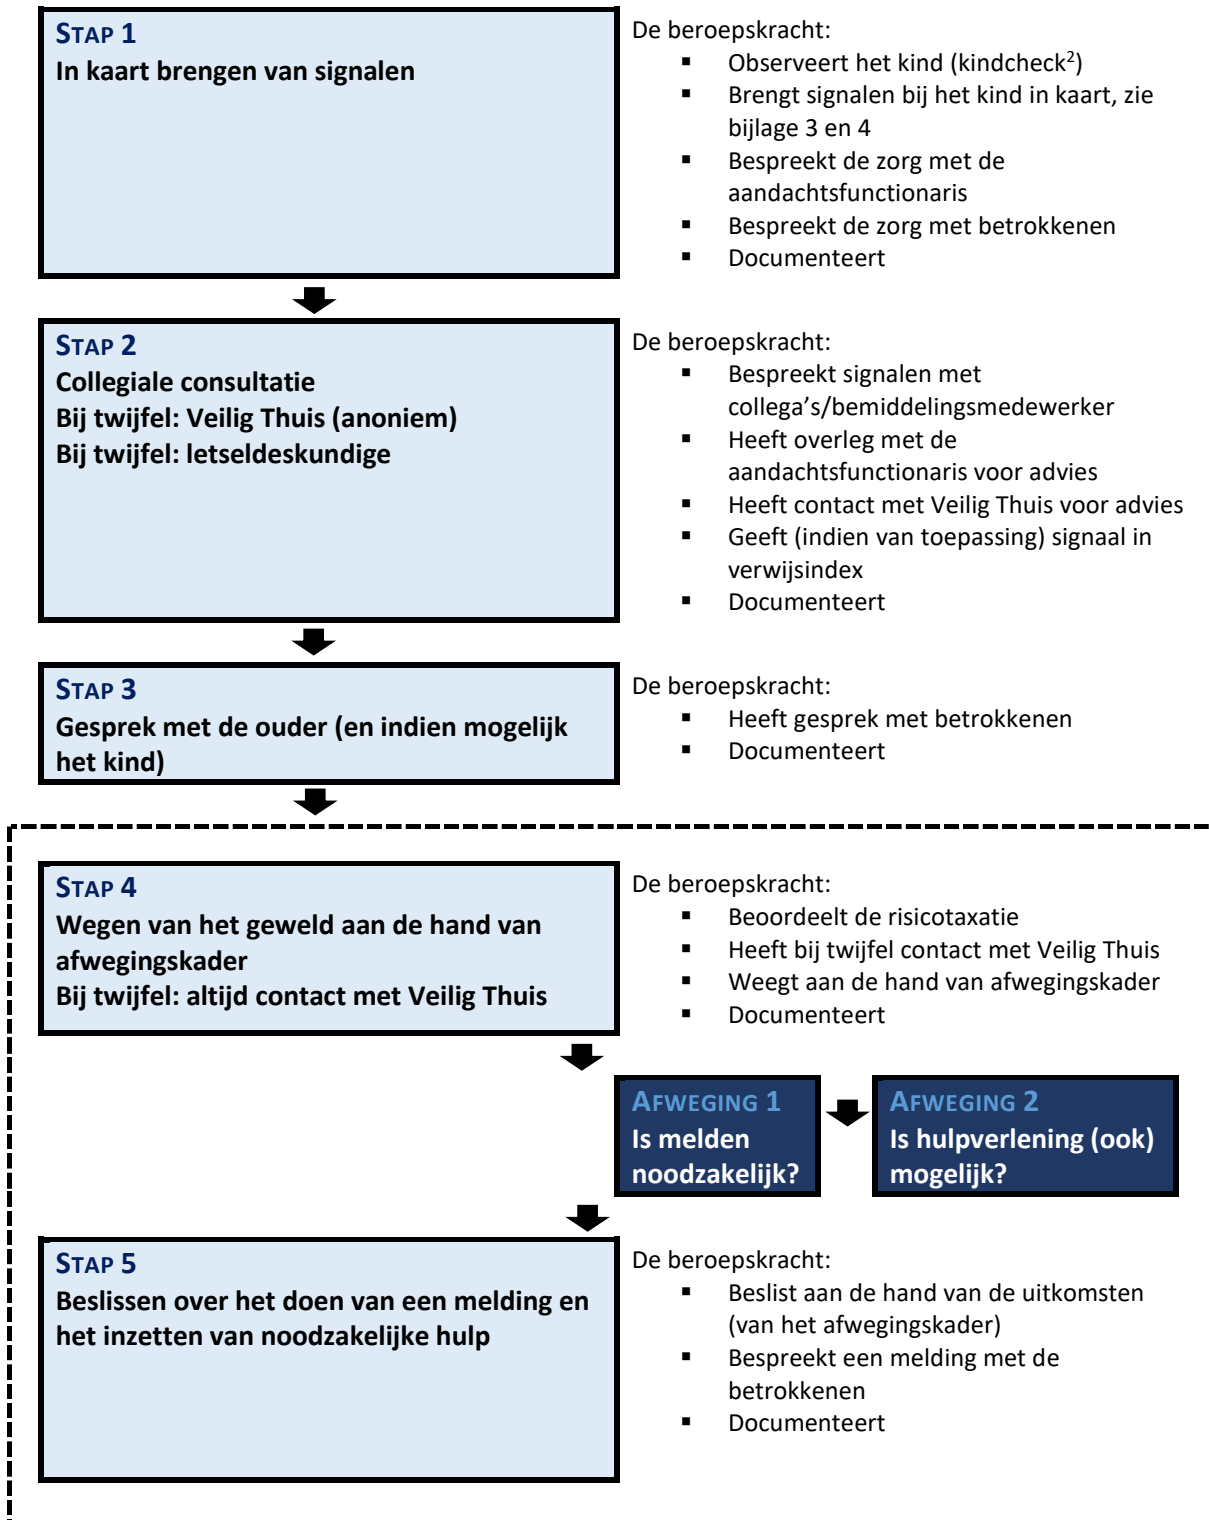 STAP 1
In kaart brengen van signalen
De beroepskracht:
▪ Observeert het kind (kindcheck²)
▪ Brengt signalen bij het kind in kaart, zie
bijlage 3 en 4
▪ Bespreekt de zorg met de
aandachtsfunctionaris
▪ Bespreekt de zorg met betrokkenen
▪ Documenteert
STAP 2
Collegiale consultatie
Bij twijfel: Veilig Thuis (anoniem)
Bij twijfel: letseldeskundige
De beroepskracht:
▪ Bespreekt signalen met
collega’s/bemiddelingsmedewerker
▪ Heeft overleg met de
aandachtsfunctionaris voor advies
▪ Heeft contact met Veilig Thuis voor advies
▪ Geeft (indien van toepassing) signaal in
verwijsindex
▪ Documenteert
STAP 3
Gesprek met de ouder (en indien mogelijk
het kind)
De beroepskracht:
▪ Heeft gesprek met betrokkenen
▪ Documenteert
STAP 4
Wegen van het geweld aan de hand van
afwegingskader
Bij twijfel: altijd contact met Veilig Thuis
De beroepskracht:
▪ Beoordeelt de risicotaxatie
▪ Heeft bij twijfel contact met Veilig Thuis
▪ Weegt aan de hand van afwegingskader
▪ Documenteert
AFWEGING 1
Is melden
noodzakelijk?
AFWEGING 2
Is hulpverlening (ook)
mogelijk?
STAP 5
Beslissen over het doen van een melding en
het inzetten van noodzakelijke hulp
De beroepskracht:
▪ Beslist aan de hand van de uitkomsten
(van het afwegingskader)
▪ Bespreekt een melding met de
betrokkenen
▪ Documenteert